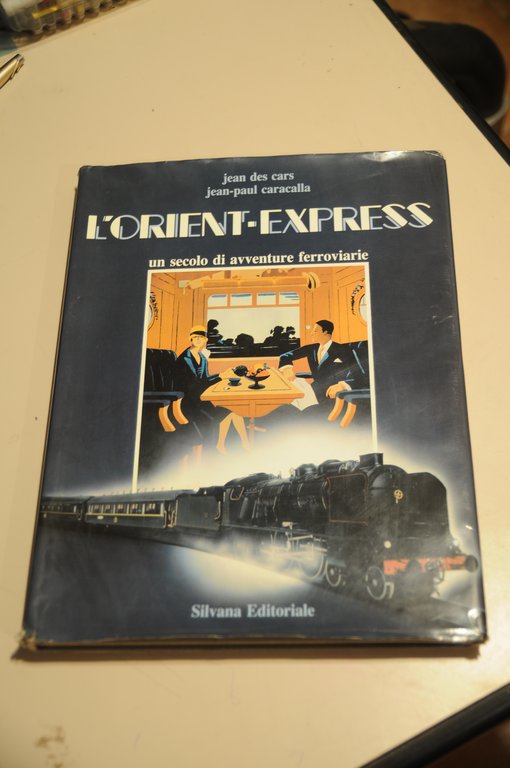 jean des cars
jean-paul caracalla
L'ORIENT-EXPRESS
un secolo di avventure ferroviarie
Silvana Editoriale